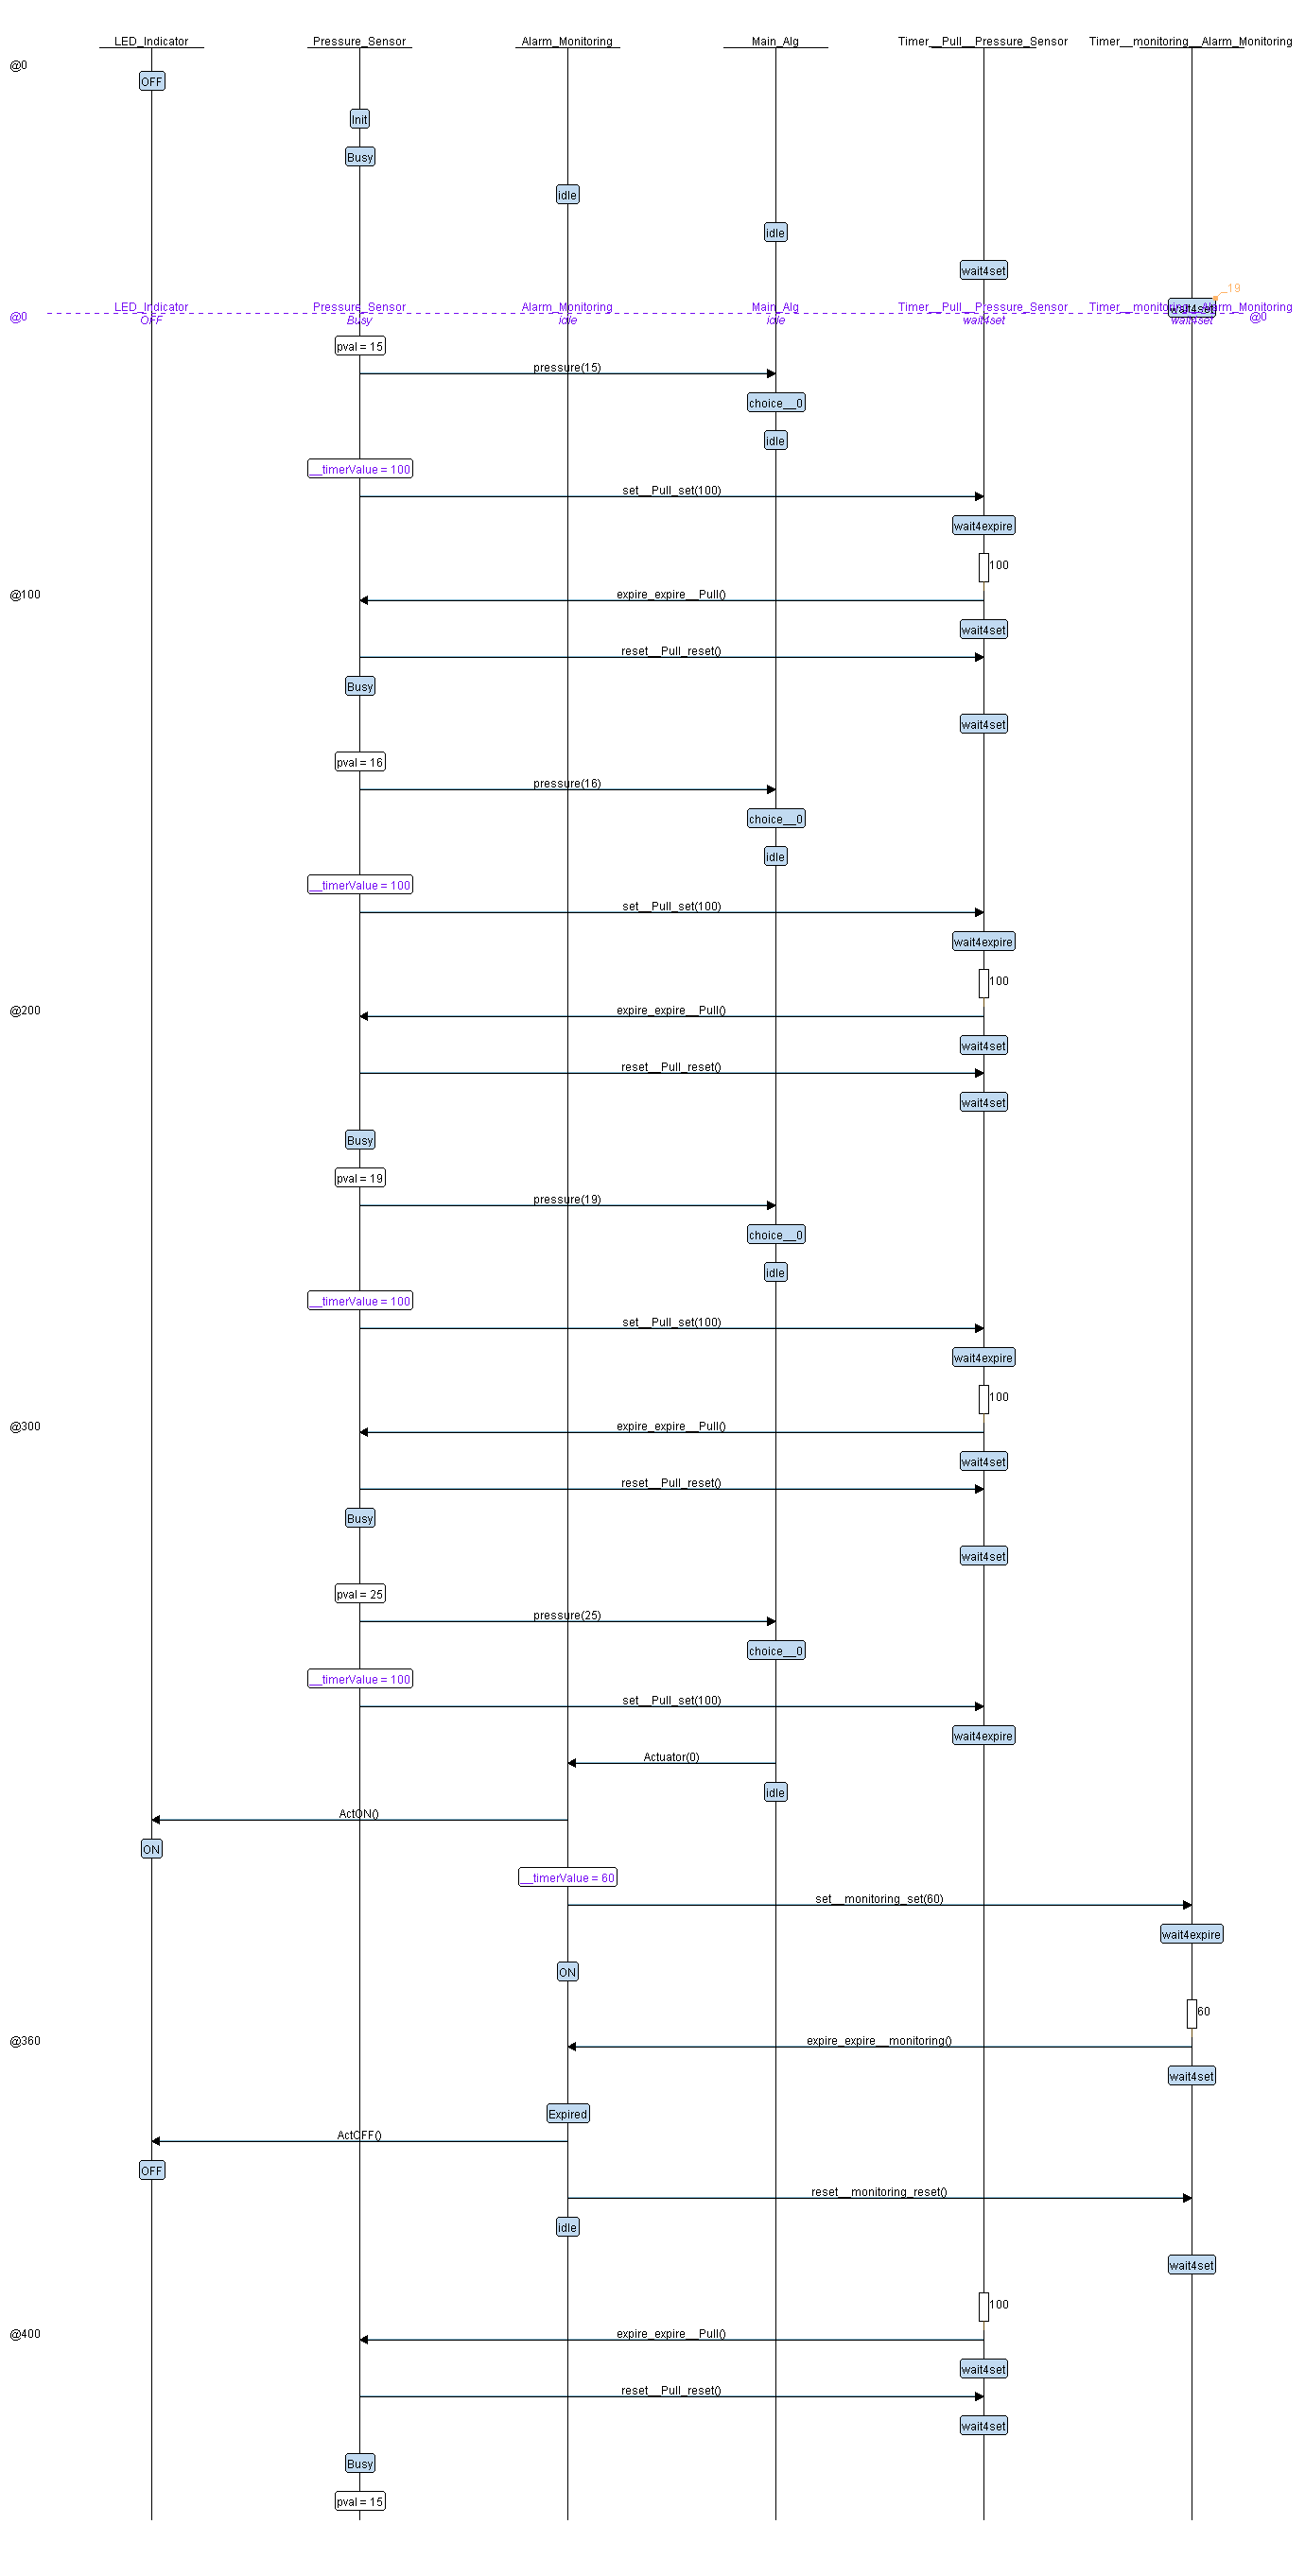 LED_Indicator Pressure_Sensor Alarm_Monitoring Main_Alg Timer__Pull__Pressure_Sensor Timer__monitoring__Alarm_Monitoring
@0
OFF
Init
Busy
idle
idle
wait4set
_19
wait4set
LED_Indicator Pressure_Sensor Alarm_Monitoring Main_Alg Timer__Pull__Pressure_Sensor Timer__monitoring__Alarm_Monitoring
@0 @0
OFF Busy idle idle wait4set wait4set
pval = 15
pressure(15)
choice__0
idle
__timerValue = 100
set__Pull_set(100)
wait4expire
100
@100 expire_expire__Pull()
wait4set
reset__Pull_reset()
Busy
wait4set
pval = 16
pressure(16)
choice__0
idle
__timerValue = 100
set__Pull_set(100)
wait4expire
100
@200 expire_expire__Pull()
wait4set
reset__Pull_reset()
wait4set
Busy
pval = 19
pressure(19)
choice__0
idle
__timerValue = 100
set__Pull_set(100)
wait4expire
100
@300 expire_expire__Pull()
wait4set
reset__Pull_reset()
Busy
wait4set
pval = 25
pressure(25)
choice__0
__timerValue = 100
set__Pull_set(100)
wait4expire
Actuator(0)
idle
ActON()
ON
__timerValue = 60
set__monitoring_set(60)
wait4expire
ON
60
@360 expire_expire__monitoring()
wait4set
Expired
ActOFF()
OFF
reset__monitoring_reset()
idle
wait4set
100
@400 expire_expire__Pull()
wait4set
reset__Pull_reset()
wait4set
Busy
pval = 15